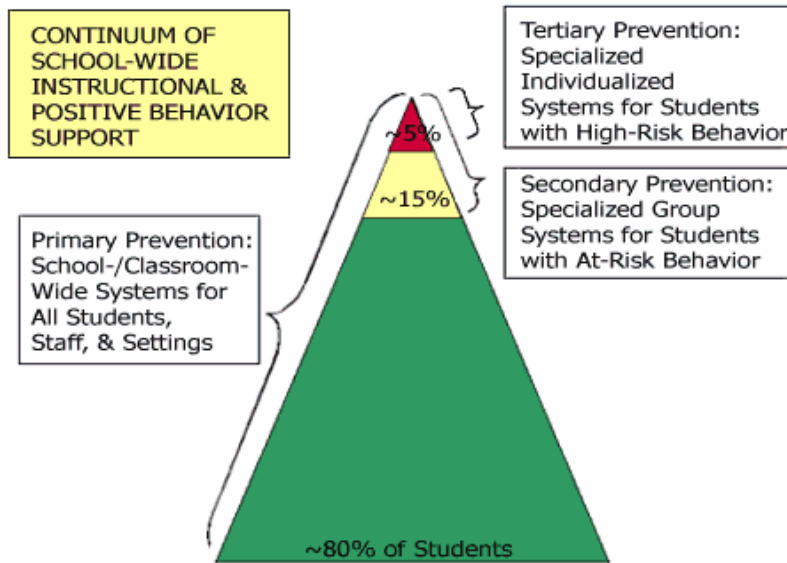 CONTINUUM OF
SCHOOL-WIDE
INSTRUCTIONAL &
POSITIVE BEHAVIOR
SUPPORT
Tertiary Prevention:
Specialized
Individualized
Systems for Students
with High-Risk Behavior
~5%
Secondary Prevention:
Specialized Group
Systems for Students
with At-Risk Behavior
~15%
Primary Prevention:
School-/Classroom-
Wide Systems for
All Students,
Staff, & Settings
~80% of Students